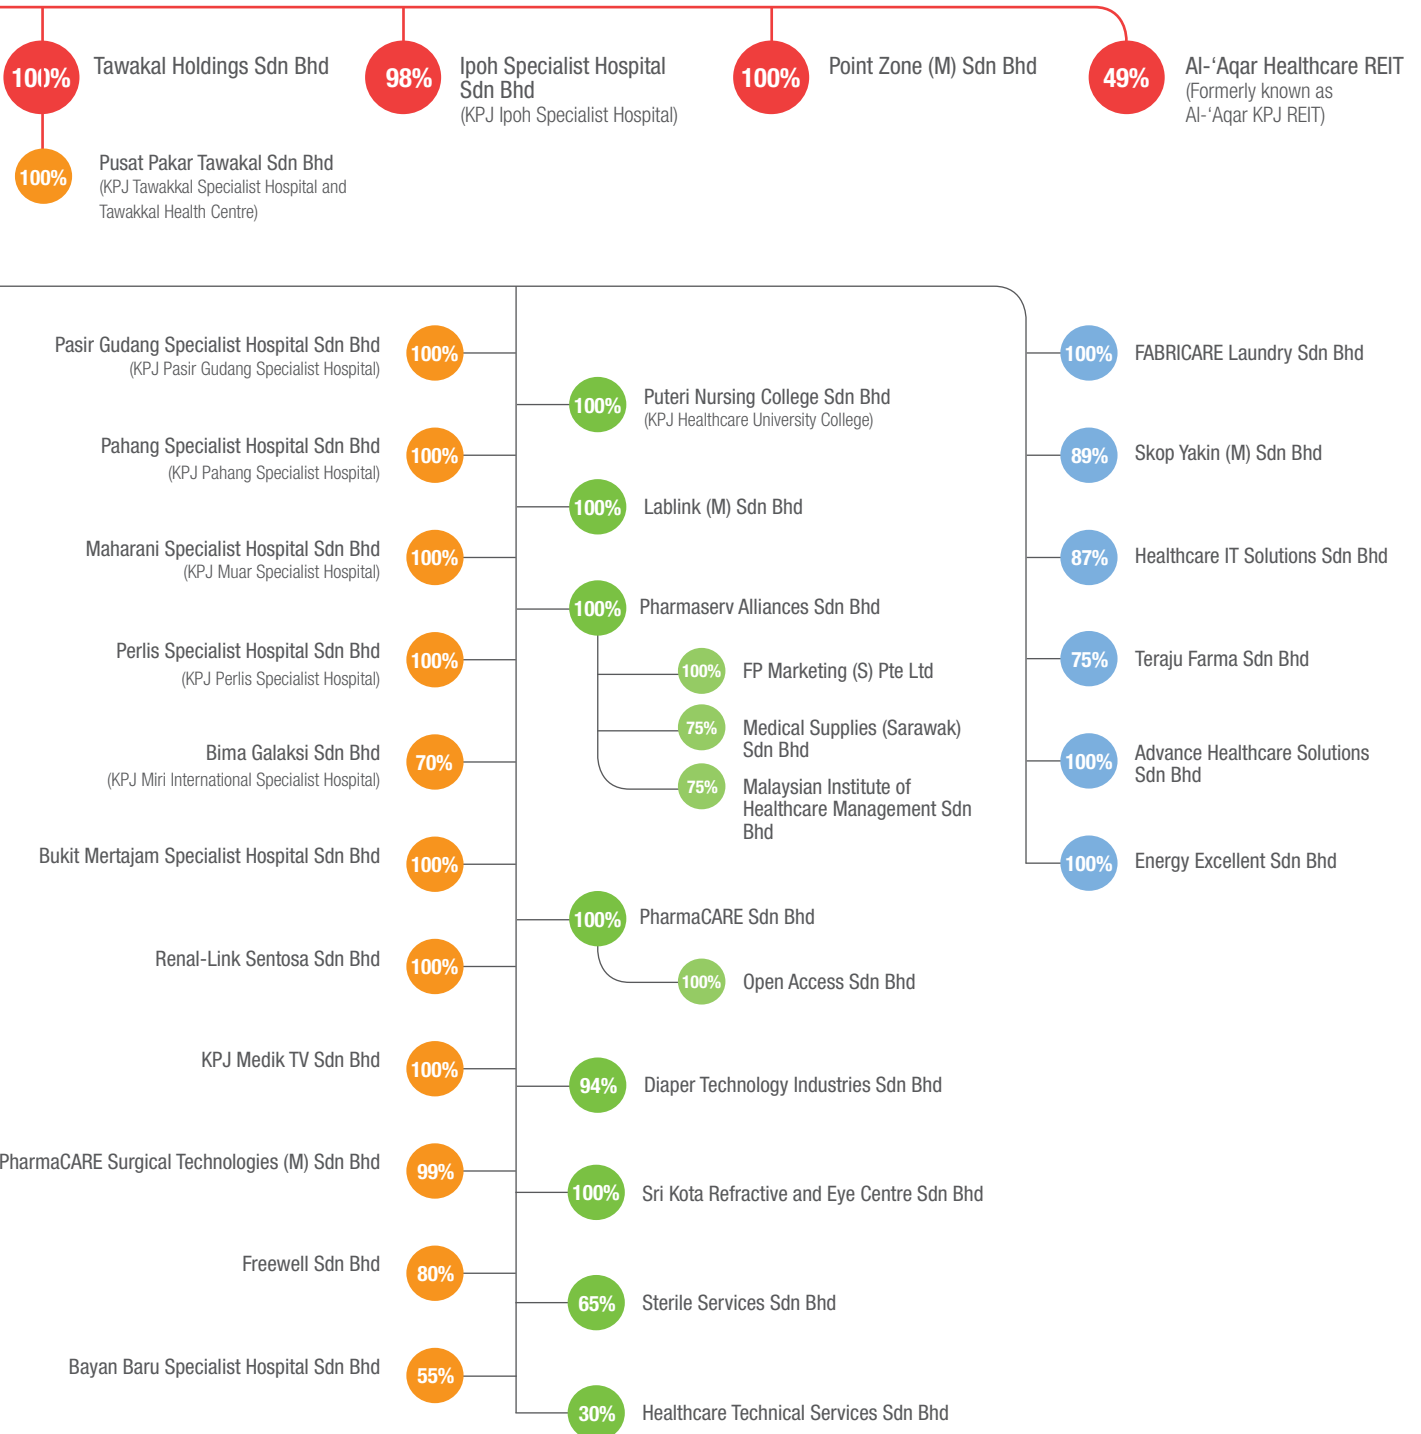 100%
Tawakal Holdings Sdn Bhd
98%
Ipoh Specialist Hospital
Sdn Bhd
(KPJ Ipoh Specialist Hospital)
100%
Point Zone (M) Sdn Bhd
49%
Al-‘Aqar Healthcare REIT
(Formerly known as
Al-‘Aqar KPJ REIT)
100%
Pusat Pakar Tawakal Sdn Bhd
(KPJ Tawakkal Specialist Hospital and
Tawakkal Health Centre)
Pasir Gudang Specialist Hospital Sdn Bhd
(KPJ Pasir Gudang Specialist Hospital)
100%
Pahang Specialist Hospital Sdn Bhd
(KPJ Pahang Specialist Hospital)
100%
Maharani Specialist Hospital Sdn Bhd
(KPJ Muar Specialist Hospital)
100%
Perlis Specialist Hospital Sdn Bhd
(KPJ Perlis Specialist Hospital)
100%
Bima Galaksi Sdn Bhd
(KPJ Miri International Specialist Hospital)
70%
Bukit Mertajam Specialist Hospital Sdn Bhd
100%
Renal-Link Sentosa Sdn Bhd
100%
KPJ Medik TV Sdn Bhd
100%
PharmaCARE Surgical Technologies (M) Sdn Bhd
99%
Freewell Sdn Bhd
80%
Bayan Baru Specialist Hospital Sdn Bhd
55%
100%
Puteri Nursing College Sdn Bhd
(KPJ Healthcare University College)
100%
Lablink (M) Sdn Bhd
100%
Pharmaserv Alliances Sdn Bhd
100%
FP Marketing (S) Pte Ltd
75%
Medical Supplies (Sarawak)
Sdn Bhd
75%
Malaysian Institute of
Healthcare Management Sdn
Bhd
100%
PharmaCARE Sdn Bhd
100%
Open Access Sdn Bhd
94%
Diaper Technology Industries Sdn Bhd
100%
Sri Kota Refractive and Eye Centre Sdn Bhd
65%
Sterile Services Sdn Bhd
30%
Healthcare Technical Services Sdn Bhd
100%
FABRICARE Laundry Sdn Bhd
89%
Skop Yakin (M) Sdn Bhd
87%
Healthcare IT Solutions Sdn Bhd
75%
Teraju Farma Sdn Bhd
100%
Advance Healthcare Solutions
Sdn Bhd
100%
Energy Excellent Sdn Bhd